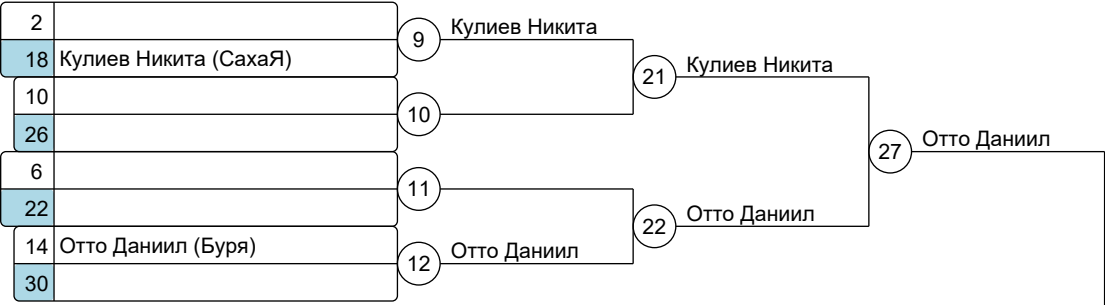 2
Кулиев Никита
9
18 Кулиев Никита (СахаЯ)
Кулиев Никита
21
10
10
26
Отто Даниил
27
6
11
22
Отто Даниил
22
14 Отто Даниил (Буря)
Отто Даниил
12
30